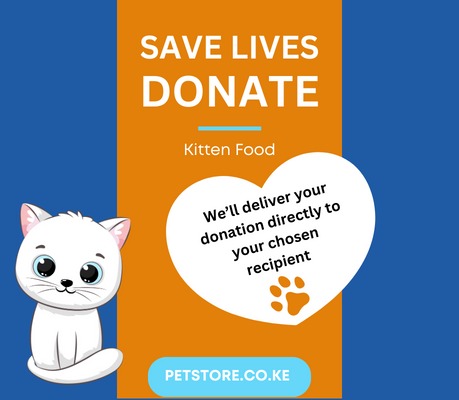 SAVE LIVES
DONATE
Kitten Food
We'll deliver your
donation directly to
your chosen
recipient
PETSTORE.CO.KE